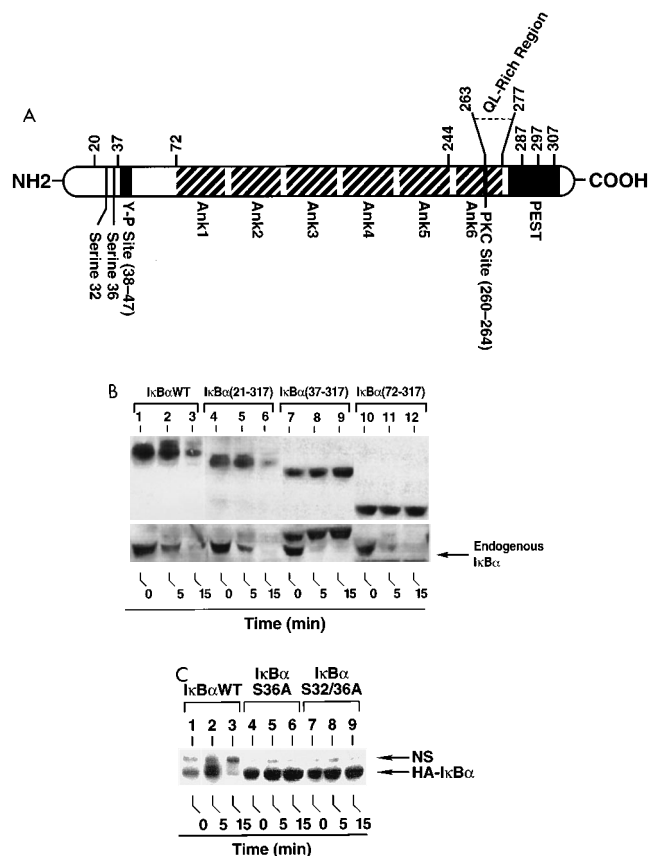 A
QL-Rich Region
20 37 72 244 263 277 287 297 307
NH2 COOH
Serine 32
Serine 36
Y-P Site (38–47)
Ank1
Ank2
Ank3
Ank4
Ank5
Ank6
PKC Site (260–264)
PEST
B
IκBαWT IκBα(21-317) IκBα(37-317) IκBα(72-317)
1 2 3 4 5 6 7 8 9 10 11 12
Endogenous
IκBα
0 5 15 0 5 15 0 5 15 0 5 15
Time (min)
C
IκBαWT IκBα S36A IκBα S32/36A
1 2 3 4 5 6 7 8 9
NS
HA-IκBα
0 5 15 0 5 15 0 5 15
Time (min)